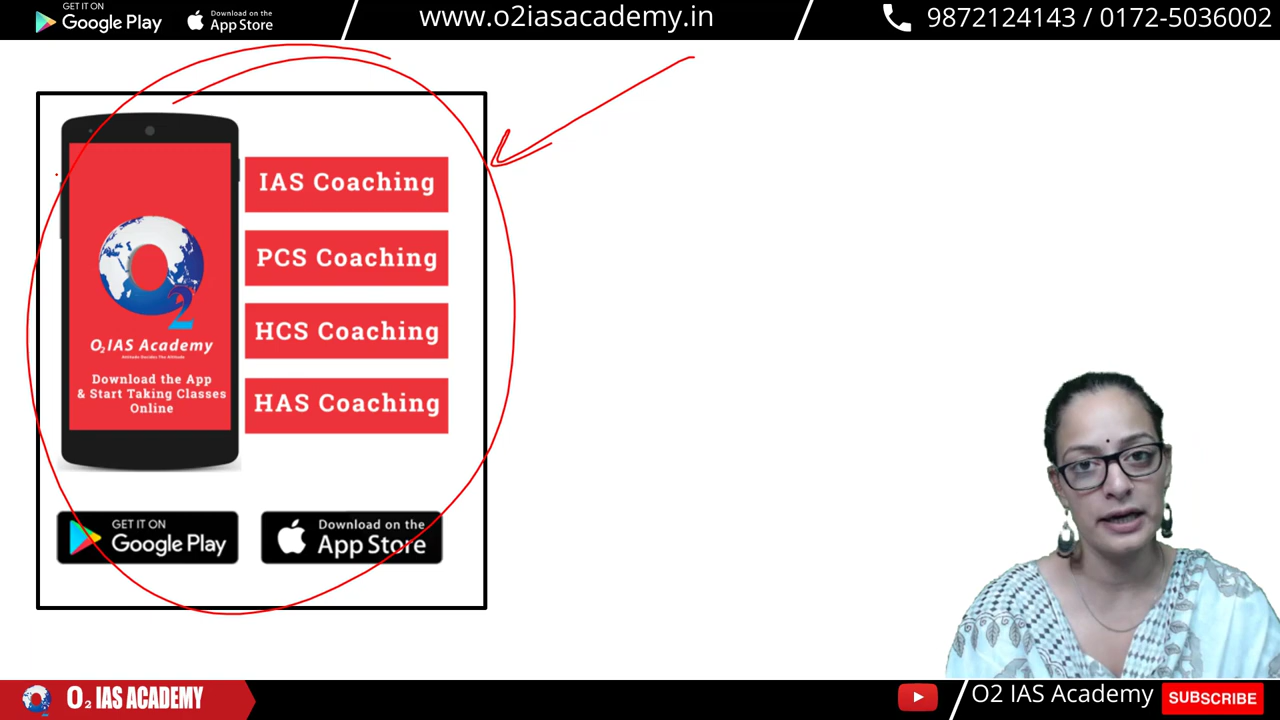 GET IT ON
Google Play
Download on the
App Store
www.o2iasacademy.in
9872124143 / 0172-5036002
IAS Coaching
PCS Coaching
HCS Coaching
HAS Coaching
O2
O2 IAS Academy
Download the App
& Start Taking Classes
Online
GET IT ON
Google Play
Download on the
App Store
O2 IAS ACADEMY
O2 IAS Academy
SUBSCRIBE